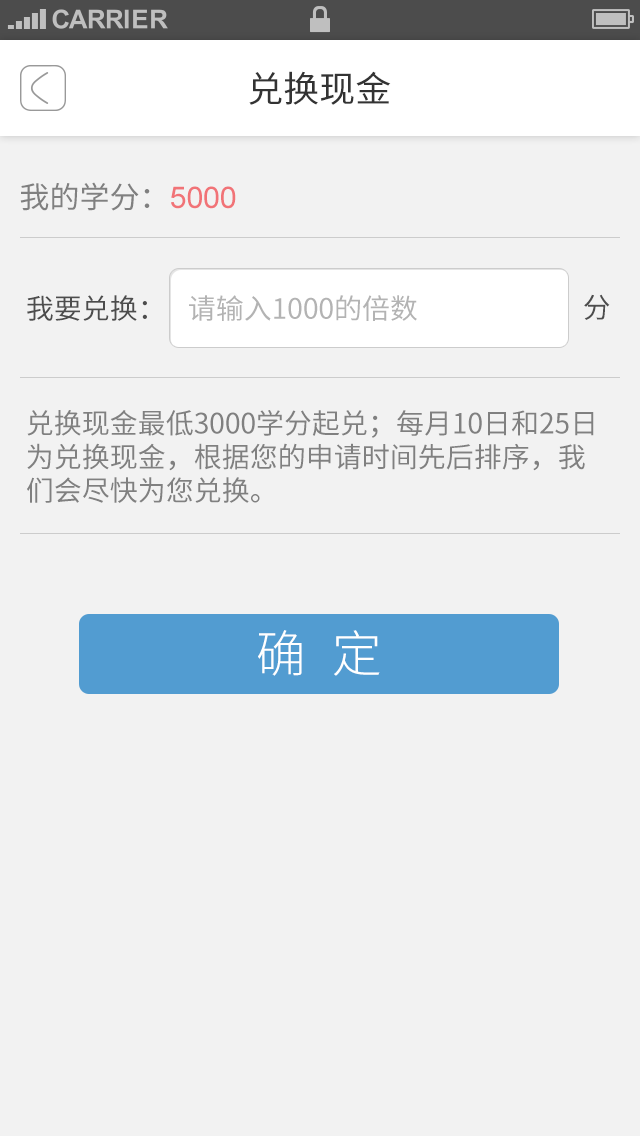 CARRIER
兑换现金
我的学分：5000
我要兑换：请输入1000的倍数 分
兑换现金最低3000学分起兑；每月10日和25日
为兑换现金，根据您的申请时间先后排序，我
们会尽快为您兑换。
确 定